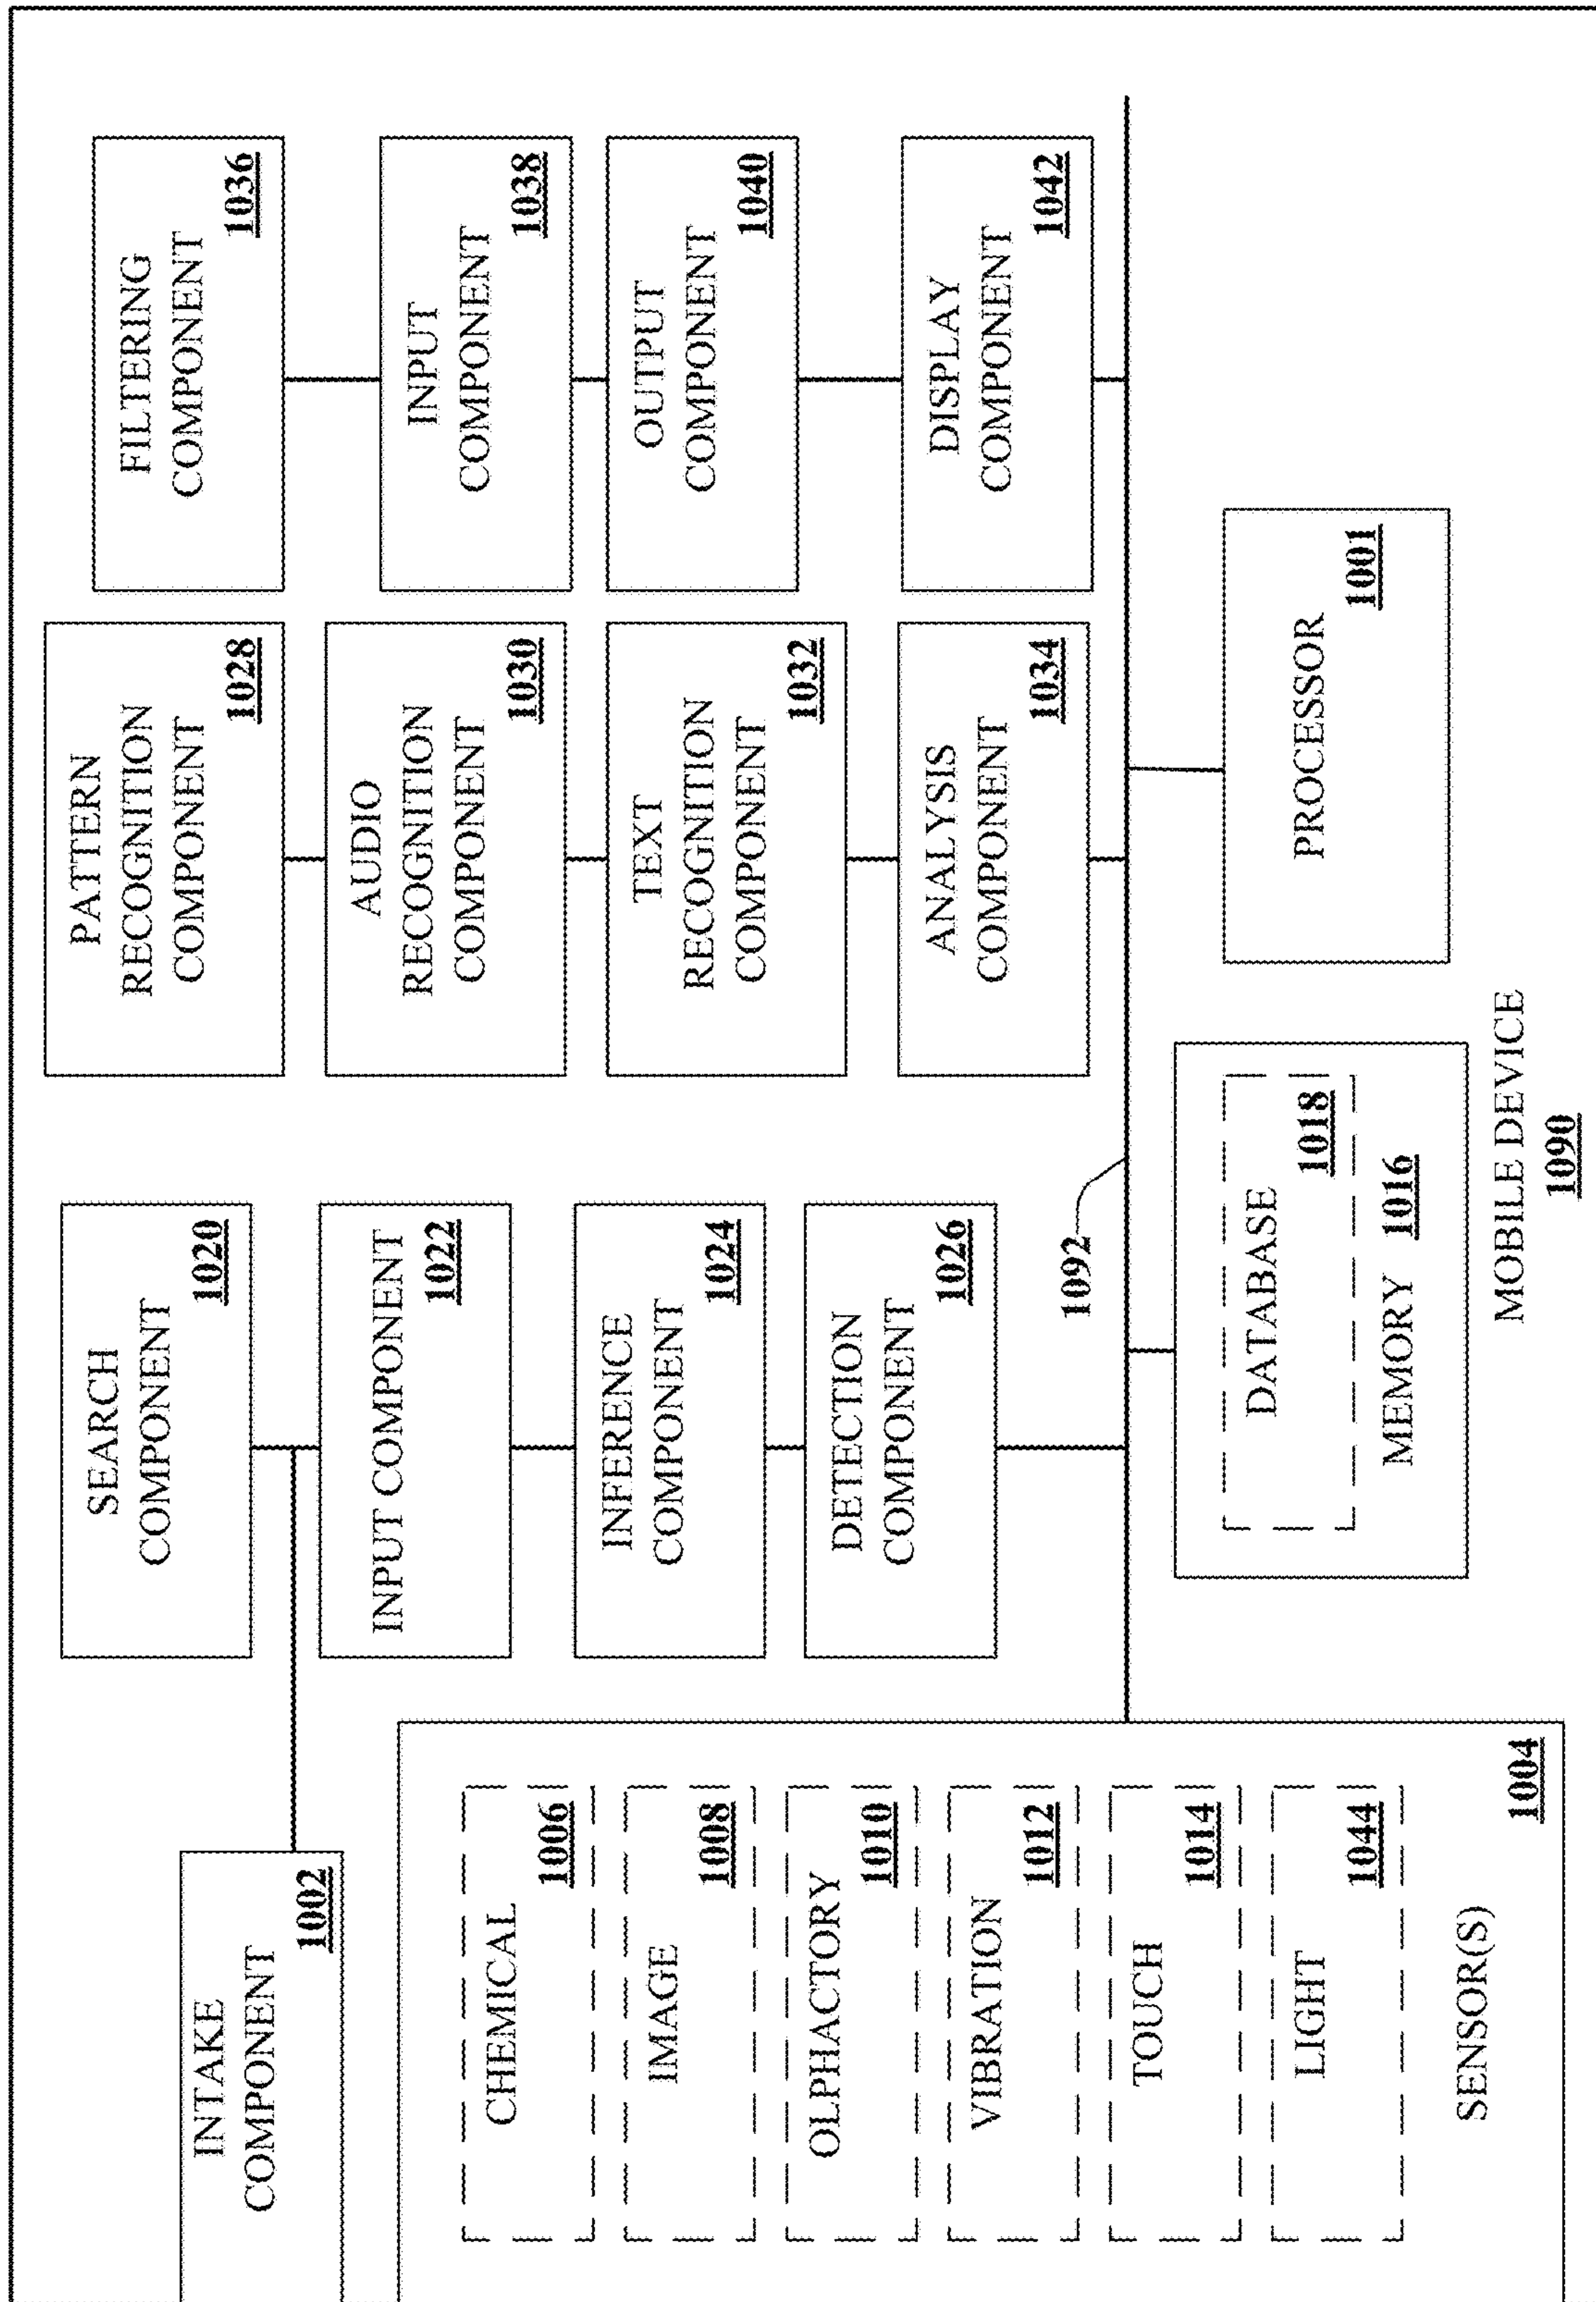 INTAKE
COMPONENT
1002
SEARCH
COMPONENT
1020
PATTERN
RECOGNITION
COMPONENT
1028
FILTERING
COMPONENT
1036
INPUT COMPONENT
1022
AUDIO
RECOGNITION
COMPONENT
1030
INPUT
COMPONENT
1038
INFERENCE
COMPONENT
1024
TEXT
RECOGNITION
COMPONENT
1032
OUTPUT
COMPONENT
1040
DETECTION
COMPONENT
1026
ANALYSIS
COMPONENT
1034
DISPLAY
COMPONENT
1042
CHEMICAL
1006
IMAGE
1008
OLPHACTORY
1010
VIBRATION
1012
TOUCH
1014
LIGHT
1044
SENSOR(S)
1004
1092
DATABASE
1018
MEMORY 1016
PROCESSOR
1001
MOBILE DEVICE
1090